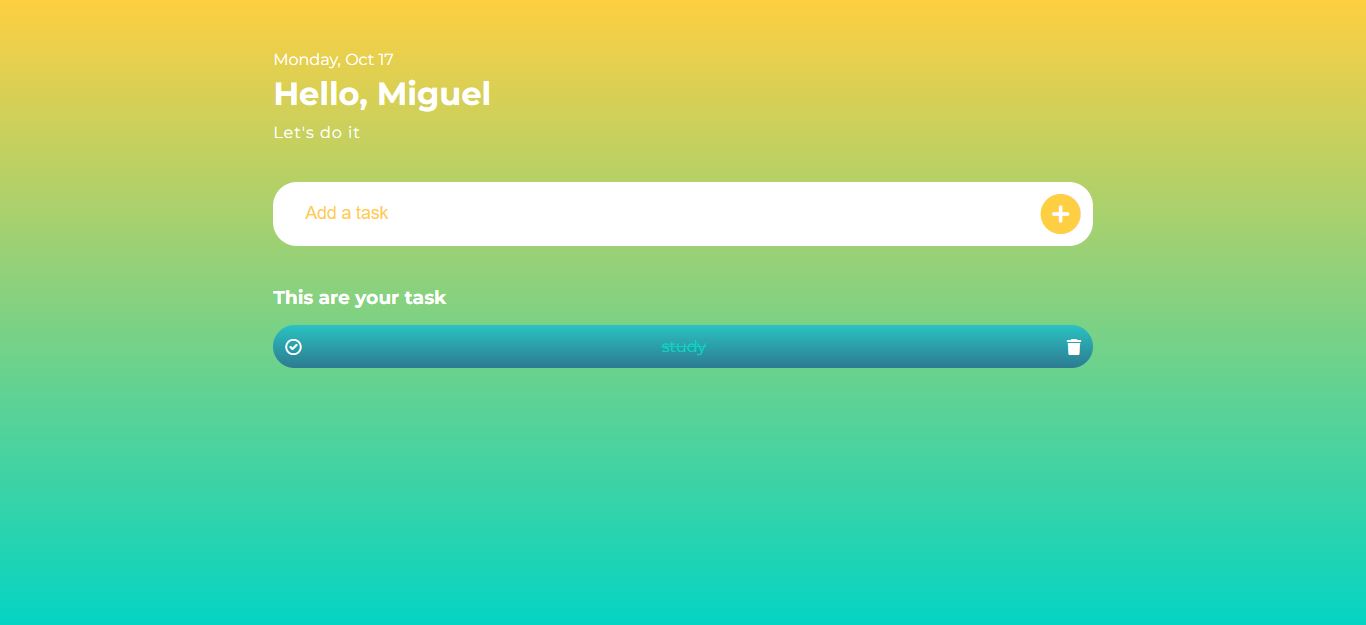 Monday, Oct 17
Hello, Miguel
Let's do it
Add a task
This are your task
study